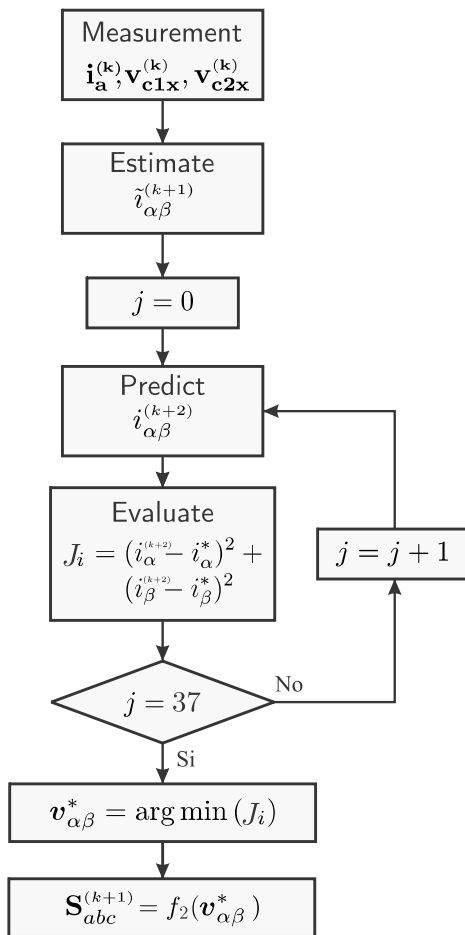 Measurement
i_a^(k), v_c1x^(k), v_c2x^(k)
Estimate
ĩ_αβ^(k+1)
j = 0
Predict
i_αβ^(k+2)
Evaluate
J_i = (i_α^(k+2) − i_α^*)^2 +
(i_β^(k+2) − i_β^*)^2
j = j + 1
j = 37
No
Si
v_αβ^* = arg min (J_i)
S_abc^(k+1) = f_2(v_αβ^*)